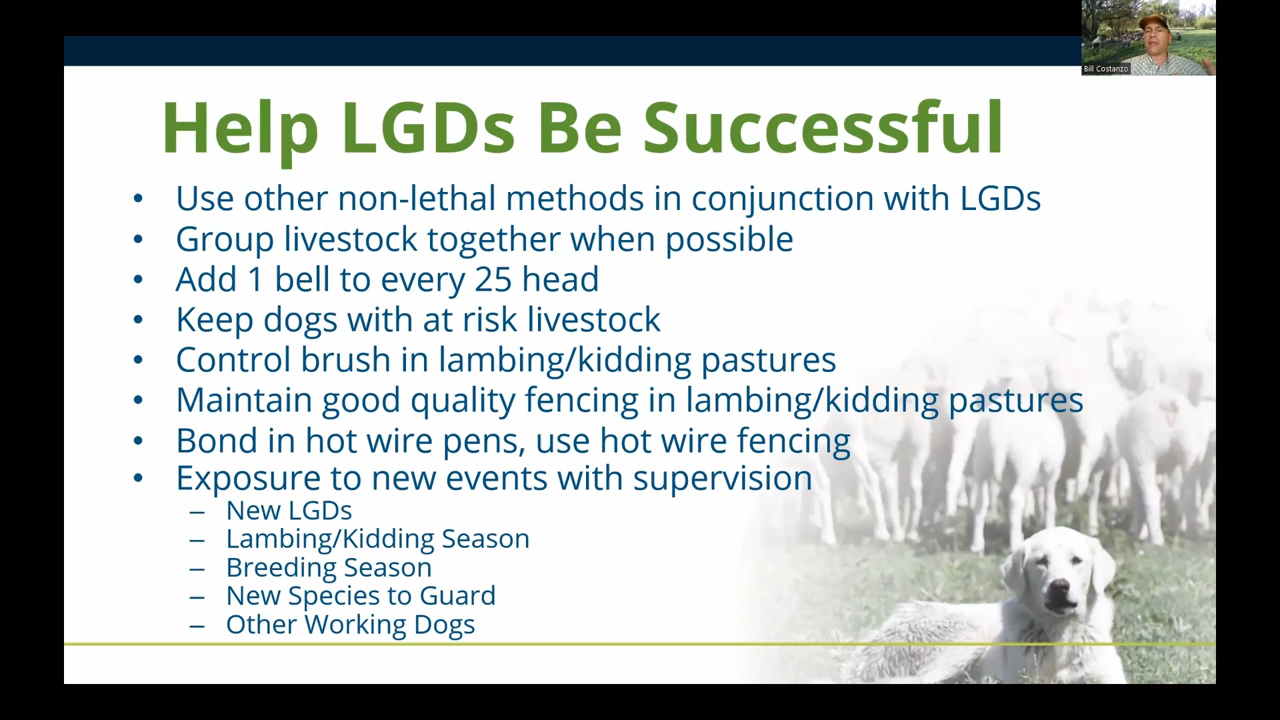 Bill Costanzo
Help LGDs Be Successful
• Use other non-lethal methods in conjunction with LGDs
• Group livestock together when possible
• Add 1 bell to every 25 head
• Keep dogs with at risk livestock
• Control brush in lambing/kidding pastures
• Maintain good quality fencing in lambing/kidding pastures
• Bond in hot wire pens, use hot wire fencing
• Exposure to new events with supervision
– New LGDs
– Lambing/Kidding Season
– Breeding Season
– New Species to Guard
– Other Working Dogs